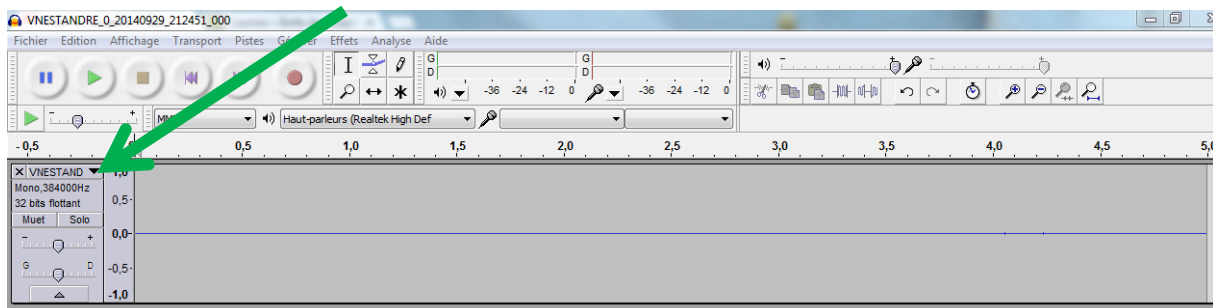 VNESTANDRE_0_20140929_212451_000
Fichier Edition Affichage Transport Pistes Effets Analyse Aide
G
D
-36 -24 -12 0
G
D
-36 -24 -12 0
- +
Haut-parleurs (Realtek High Def
- 0,5 0,5 1,0 1,5 2,0 2,5 3,0 3,5 4,0 4,5 5,0
X VNESTAND
Mono,384000Hz
32 bits flottant
Muet Solo
- +
G D
1,0
0,5
0,0
-0,5
-1,0